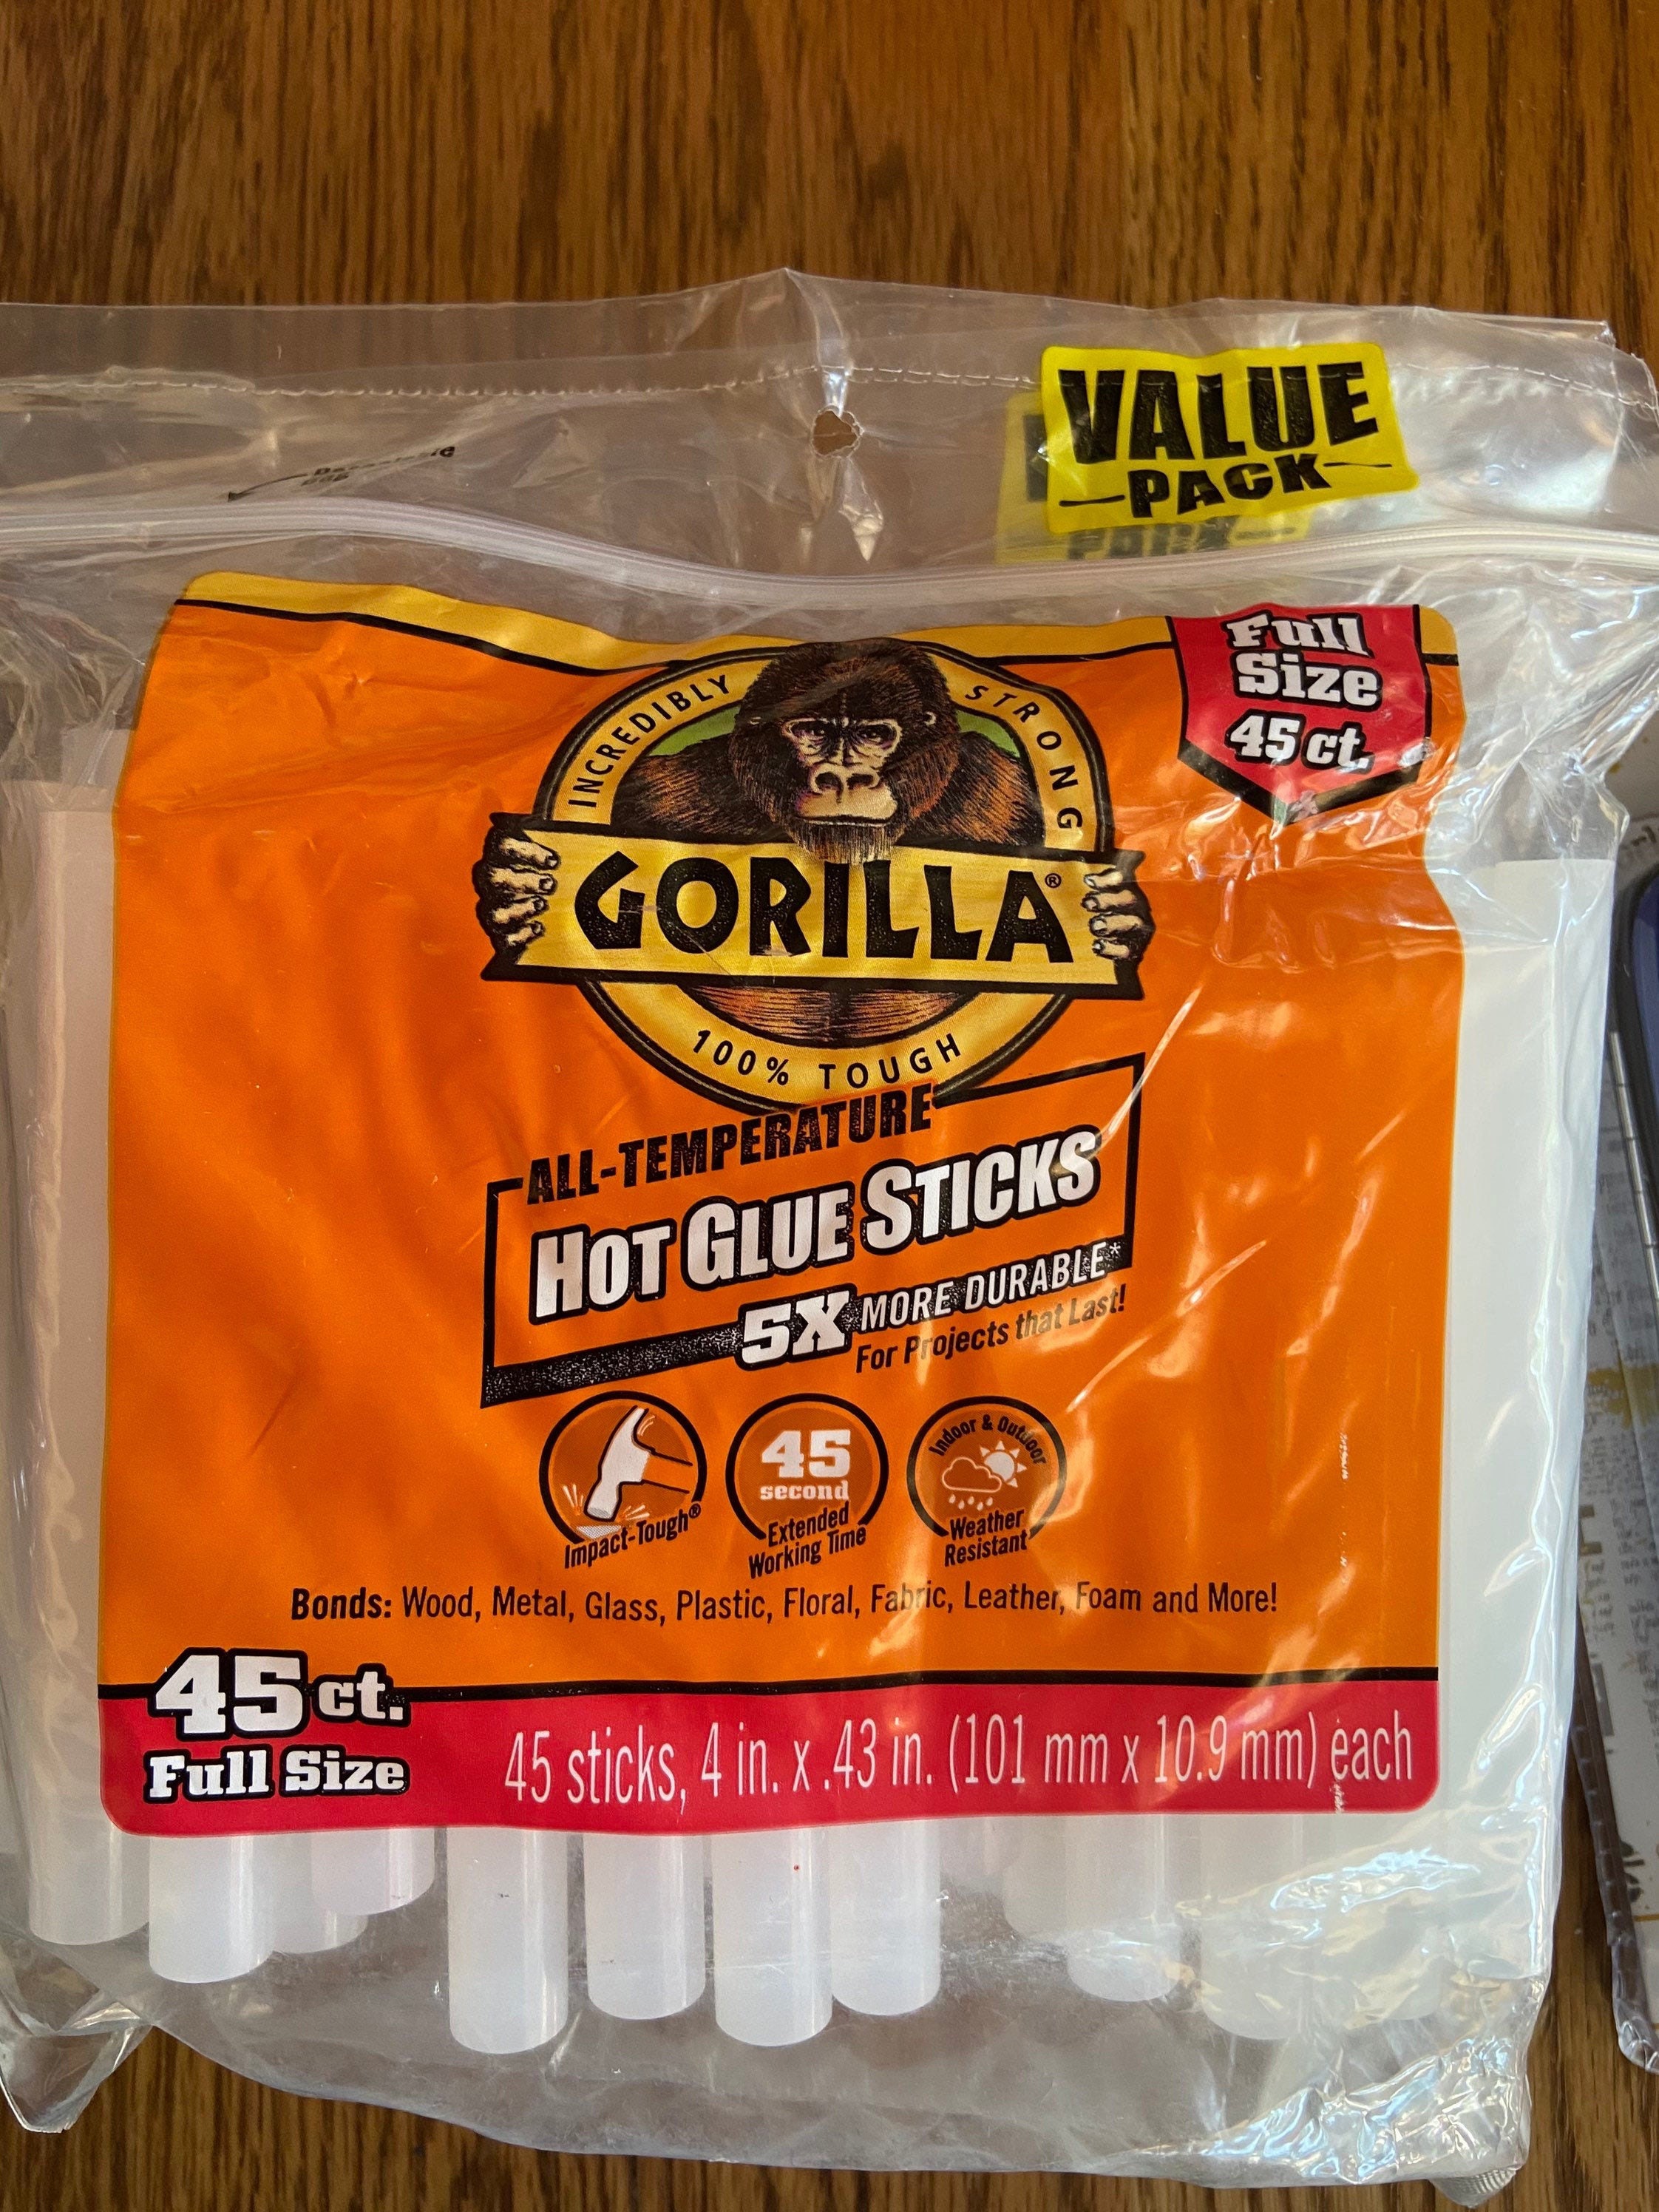 VALUE
PACK
Full
Size
45 ct.
INCREDIBLY STRONG
GORILLA®
100% TOUGH
ALL-TEMPERATURE
HOT GLUE STICKS
5X MORE DURABLE*
For Projects that Last!
Impact-Tough®
45
second
Extended
Working Time
Indoor & Outdoor
Weather
Resistant
Bonds: Wood, Metal, Glass, Plastic, Floral, Fabric, Leather, Foam and More!
45 ct.
Full Size
45 sticks, 4 in. x .43 in. (101 mm x 10.9 mm) each